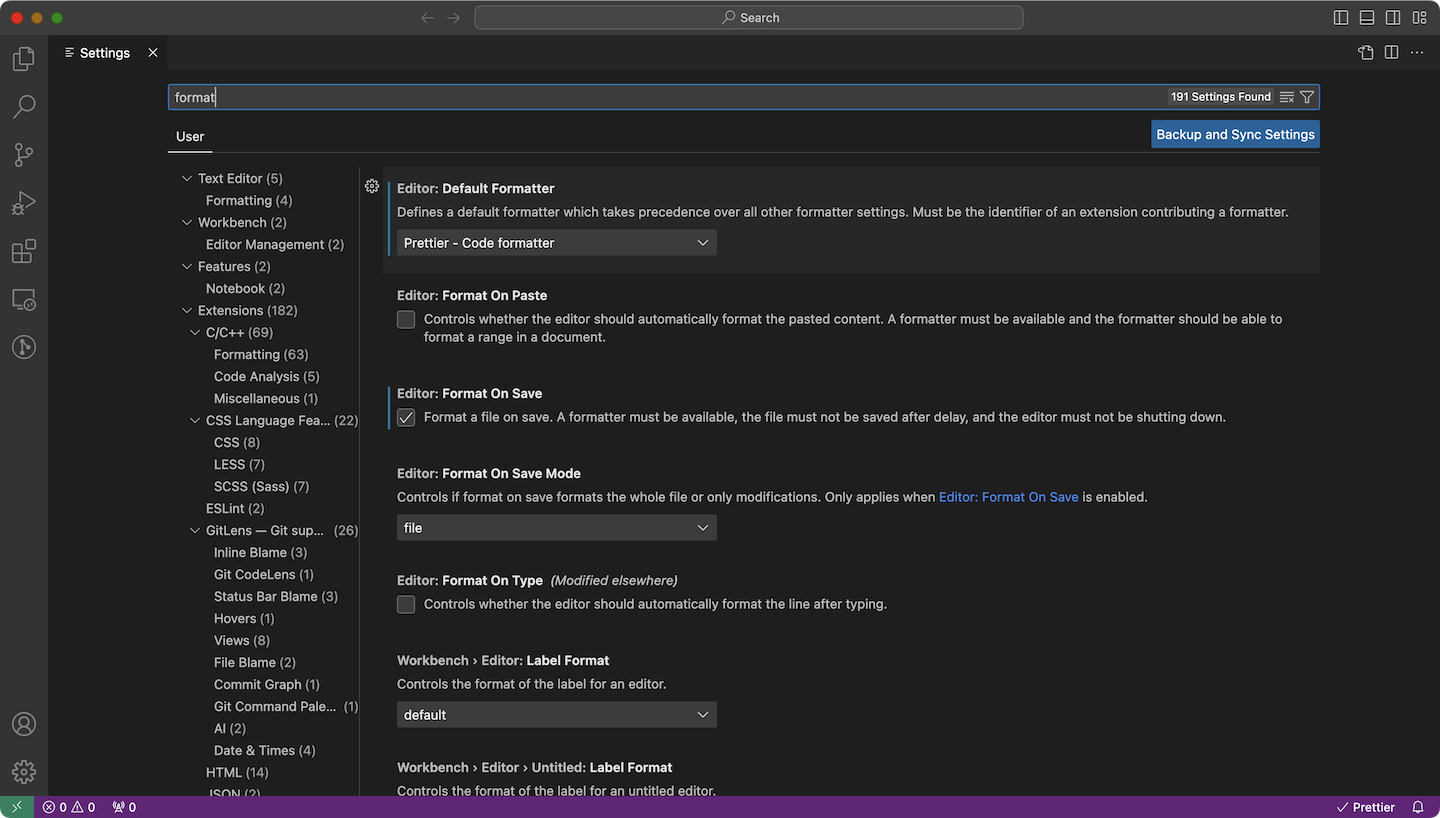 Search
Settings
format
191 Settings Found
User
Backup and Sync Settings
Text Editor (5)
Formatting (4)
Workbench (2)
Editor Management (2)
Features (2)
Notebook (2)
Extensions (182)
C/C++ (69)
Formatting (63)
Code Analysis (5)
Miscellaneous (1)
CSS Language Fea... (22)
CSS (8)
LESS (7)
SCSS (Sass) (7)
ESLint (2)
GitLens — Git sup... (26)
Inline Blame (3)
Git CodeLens (1)
Status Bar Blame (3)
Hovers (1)
Views (8)
File Blame (2)
Commit Graph (1)
Git Command Pale... (1)
AI (2)
Date & Times (4)
HTML (14)
JSON (2)
Editor: Default Formatter
Defines a default formatter which takes precedence over all other formatter settings. Must be the identifier of an extension contributing a formatter.
Prettier - Code formatter
Editor: Format On Paste
Controls whether the editor should automatically format the pasted content. A formatter must be available and the formatter should be able to
format a range in a document.
Editor: Format On Save
Format a file on save. A formatter must be available, the file must not be saved after delay, and the editor must not be shutting down.
Editor: Format On Save Mode
Controls if format on save formats the whole file or only modifications. Only applies when Editor: Format On Save is enabled.
file
Editor: Format On Type (Modified elsewhere)
Controls whether the editor should automatically format the line after typing.
Workbench › Editor: Label Format
Controls the format of the label for an editor.
default
Workbench › Editor › Untitled: Label Format
Controls the format of the label for an untitled editor.
0 0 0
Prettier